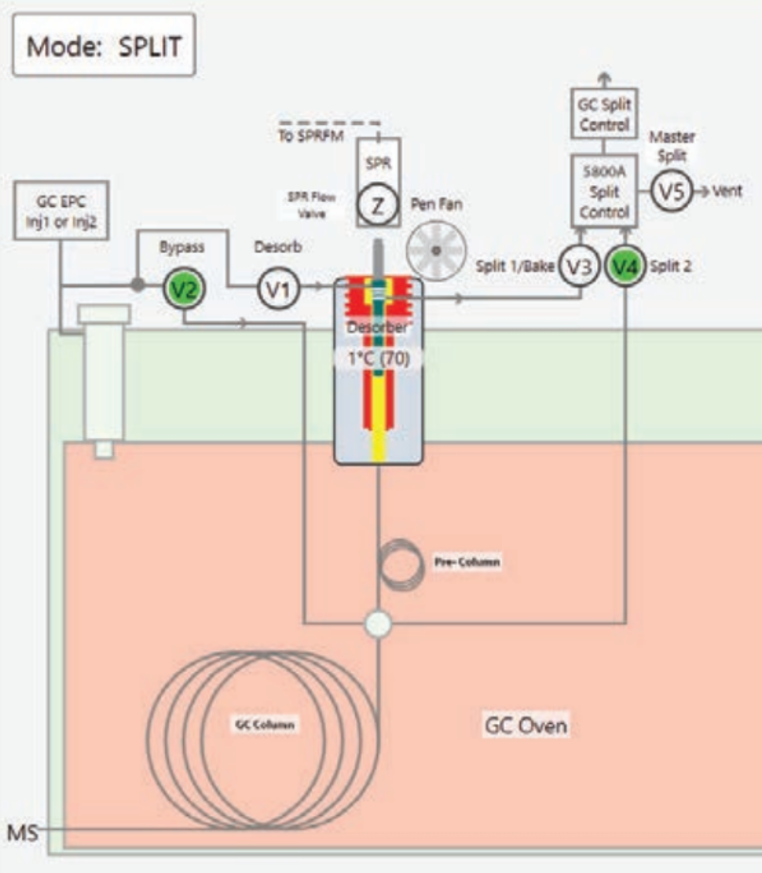 Mode: SPLIT
GC Split
Control
To SPRFM
Master
Split
SPR
5800A
Split
Control
V5
Vent
GC EPC
Inj1 or Inj2
SPR Flow
Valve
Z
Pen Fan
Bypass
Desorb
V2
V1
Split 1/Bake
V3
V4
Split 2
Desorber
1°C (70)
Pre-Column
GC Column
GC Oven
MS